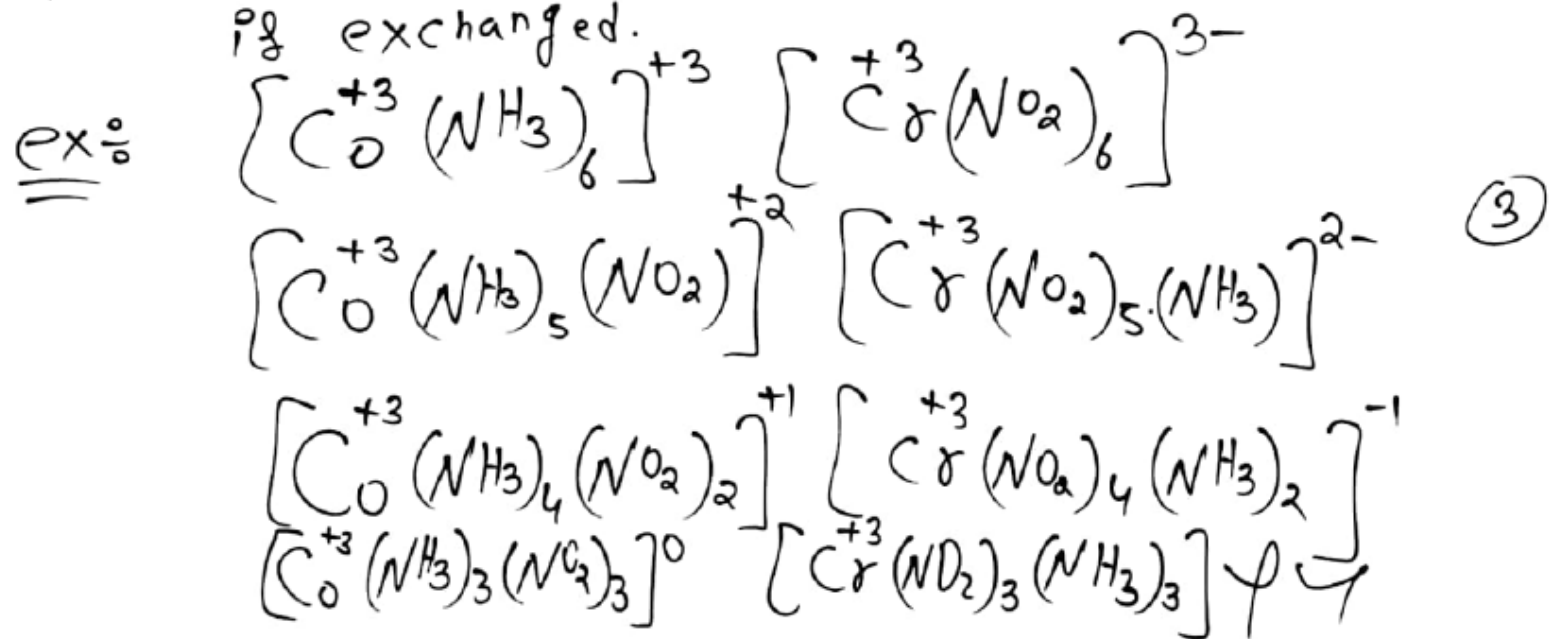 if exchanged.
ex:- [Co⁺³(NH₃)₆]⁺³ [Cr⁺³(NO₂)₆]³⁻
[Co⁺³(NH₃)₅(NO₂)]⁺² [Cr⁺³(NO₂)₅.(NH₃)]²⁻ ③
[Co⁺³(NH₃)₄(NO₂)₂]⁺¹ [Cr⁺³(NO₂)₄(NH₃)₂]⁻¹
[Co⁺³(NH₃)₃(NO₂)₃]⁰ [Cr⁺³(NO₂)₃(NH₃)₃]